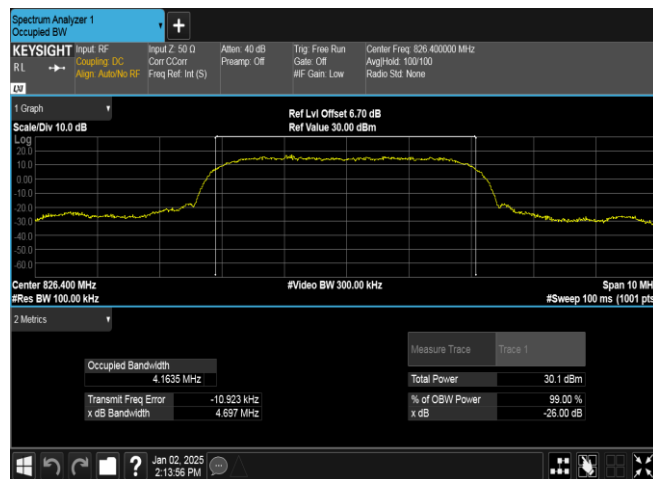 Spectrum Analyzer 1
Occupied BW
+
KEYSIGHT Input: RF Input Z: 50 Ω Atten: 40 dB Trig: Free Run Center Freq: 826.400000 MHz
RL Coupling: DC Corr CCorr Preamp: Off Gate: Off Avg|Hold: 100/100
Align: Auto/No RF Freq Ref: Int (S) #IF Gain: Low Radio Std: None
LXI
1 Graph
Ref Lvl Offset 6.70 dB
Scale/Div 10.0 dB Ref Value 30.00 dBm
Log
20.0
10.0
0.00
-10.0
-20.0
-30.0
-40.0
-50.0
-60.0
Center 826.400 MHz #Video BW 300.00 kHz Span 10 MH
#Res BW 100.00 kHz #Sweep 100 ms (1001 pts
2 Metrics
Measure Trace Trace 1
Occupied Bandwidth
4.1635 MHz Total Power 30.1 dBm
Transmit Freq Error -10.923 kHz % of OBW Power 99.00 %
x dB Bandwidth 4.697 MHz x dB -26.00 dB
? Jan 02, 2025
2:13:56 PM